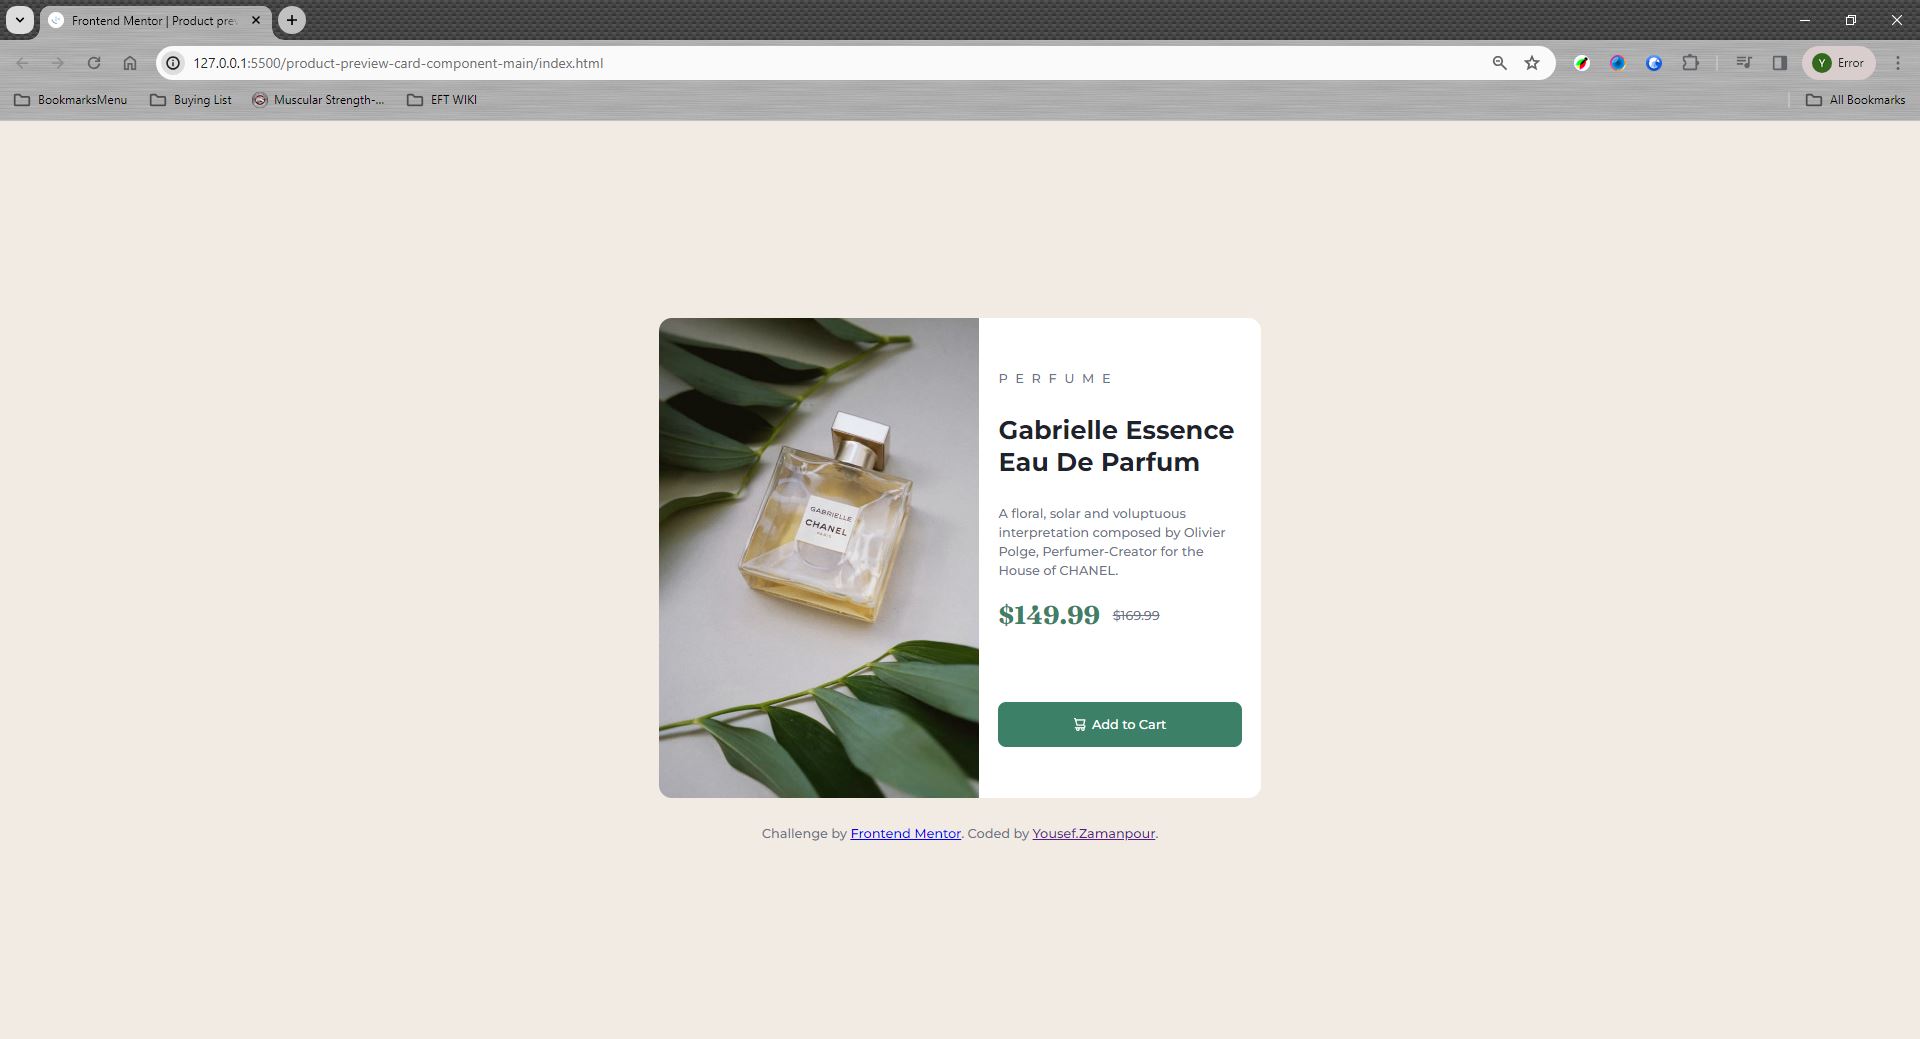 Frontend Mentor | Product prev
127.0.0.1:5500/product-preview-card-component-main/index.html
Y Error
BookmarksMenu Buying List Muscular Strength-... EFT WIKI All Bookmarks
GABRIELLE
CHANEL
PARIS
PERFUME
Gabrielle Essence
Eau De Parfum
A floral, solar and voluptuous
interpretation composed by Olivier
Polge, Perfumer-Creator for the
House of CHANEL.
$149.99 $169.99
Add to Cart
Challenge by Frontend Mentor. Coded by Yousef.Zamanpour.